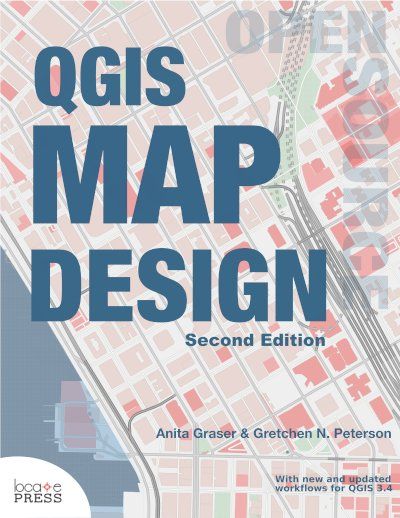 OPEN
SOURCE
QGIS
MAP
DESIGN
Second Edition
Anita Graser & Gretchen N. Peterson
locate
PRESS
With new and updated
workflows for QGIS 3.4